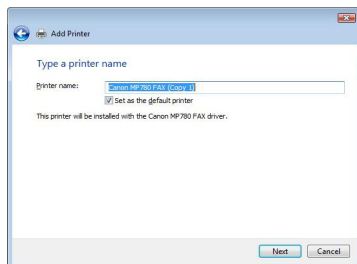 Add Printer
Type a printer name
Printer name: Canon MP780 FAX (Copy 1)
Set as the default printer
This printer will be installed with the Canon MP780 FAX driver.
Next Cancel